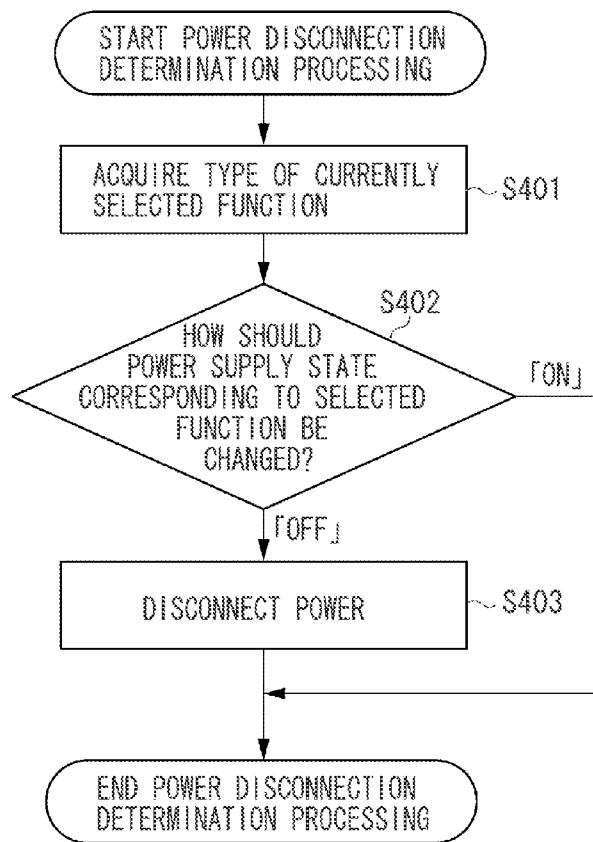 START POWER DISCONNECTION
DETERMINATION PROCESSING
ACQUIRE TYPE OF CURRENTLY
SELECTED FUNCTION
S401
S402
HOW SHOULD
POWER SUPPLY STATE
CORRESPONDING TO SELECTED
FUNCTION BE
CHANGED?
「ON」
「OFF」
DISCONNECT POWER
S403
END POWER DISCONNECTION
DETERMINATION PROCESSING